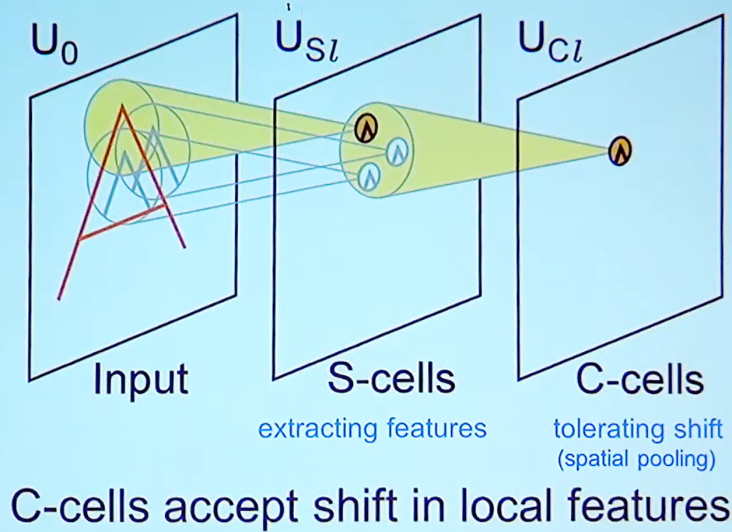 U0
USl
UCl
Input
S-cells
C-cells
extracting features
tolerating shift
(spatial pooling)
C-cells accept shift in local features